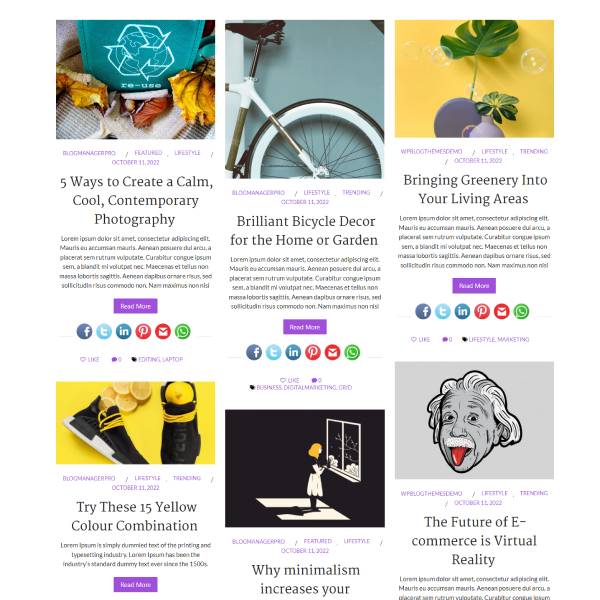 re-use
BLOGMANAGERPRO / FEATURED , LIFESTYLE
/ OCTOBER 11, 2022
5 Ways to Create a Calm,
Cool, Contemporary
Photography
Lorem ipsum dolor sit amet, consectetur adipiscing elit.
Mauris eu accumsan mauris. Aenean posuere dui arcu, a
placerat sem rutrum vulputate. Curabitur congue ipsum
sem, a blandit mi volutpat et. Maecenas et tellus non
massa lobortis sagittis. Aenean dapibus ornare risus, sed
sollicitudin risus commodo non. Nam maximus non nisl
Read More
LIKE 0 EDITING, LAPTOP
BLOGMANAGERPRO / LIFESTYLE , TRENDING
/ OCTOBER 11, 2022
Try These 15 Yellow
Colour Combination
Lorem Ipsum is simply dummied text of the printing and
typesetting industry. Lorem Ipsum has been the
industry's standard dummy text ever since the 1500s.
Read More
BLOGMANAGERPRO / LIFESTYLE , TRENDING
/ OCTOBER 11, 2022
Brilliant Bicycle Decor
for the Home or Garden
Lorem ipsum dolor sit amet, consectetur adipiscing elit.
Mauris eu accumsan mauris. Aenean posuere dui arcu, a
placerat sem rutrum vulputate. Curabitur congue ipsum
sem, a blandit mi volutpat et. Maecenas et tellus non
massa lobortis sagittis. Aenean dapibus ornare risus, sed
sollicitudin risus commodo non. Nam maximus non nisl
Read More
LIKE 0
BUSINESS, DIGITALMARKETING, GRID
BLOGMANAGERPRO / FEATURED , LIFESTYLE
/ OCTOBER 11, 2022
Why minimalism
increases your
WPBLOGTHEMESDEMO / LIFESTYLE , TRENDING
/ OCTOBER 11, 2022
Bringing Greenery Into
Your Living Areas
Lorem ipsum dolor sit amet, consectetur adipiscing elit.
Mauris eu accumsan mauris. Aenean posuere dui arcu, a
placerat sem rutrum vulputate. Curabitur congue ipsum
sem, a blandit mi volutpat et. Maecenas et tellus non
massa lobortis sagittis. Aenean dapibus ornare risus, sed
sollicitudin risus commodo non. Nam maximus non nisl
Read More
LIKE 0 LIFESTYLE, MARKETING
WPBLOGTHEMESDEMO / LIFESTYLE , TRENDING
/ OCTOBER 11, 2022
The Future of E-
commerce is Virtual
Reality
Lorem ipsum dolor sit amet, consectetur adipiscing elit.
Mauris eu accumsan mauris. Aenean posuere dui arcu, a